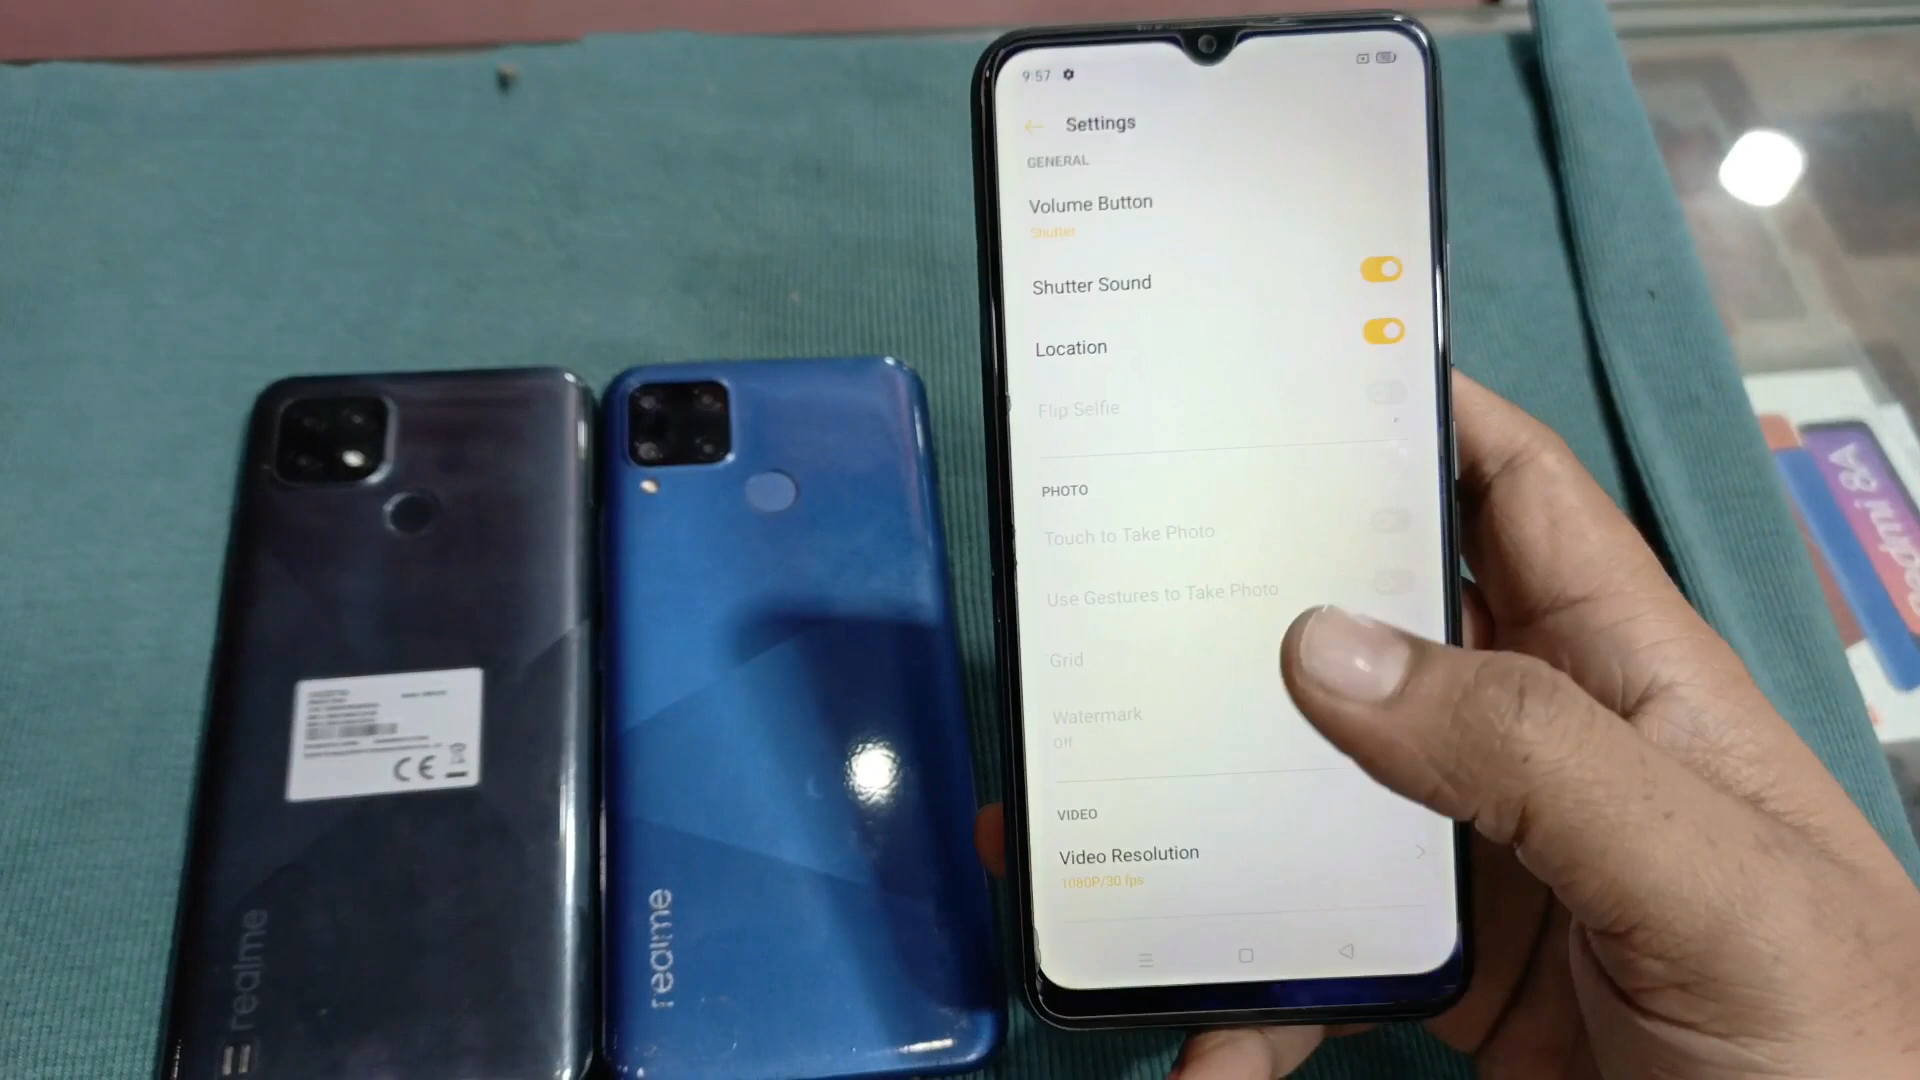 9:57
Settings
GENERAL
Volume Button
Shutter
Shutter Sound
Location
Flip Selfie
PHOTO
Touch to Take Photo
Use Gestures to Take Photo
Grid
Watermark
Off
VIDEO
Video Resolution
1080P/30 fps
realme
realme
CE
Redmi 8A